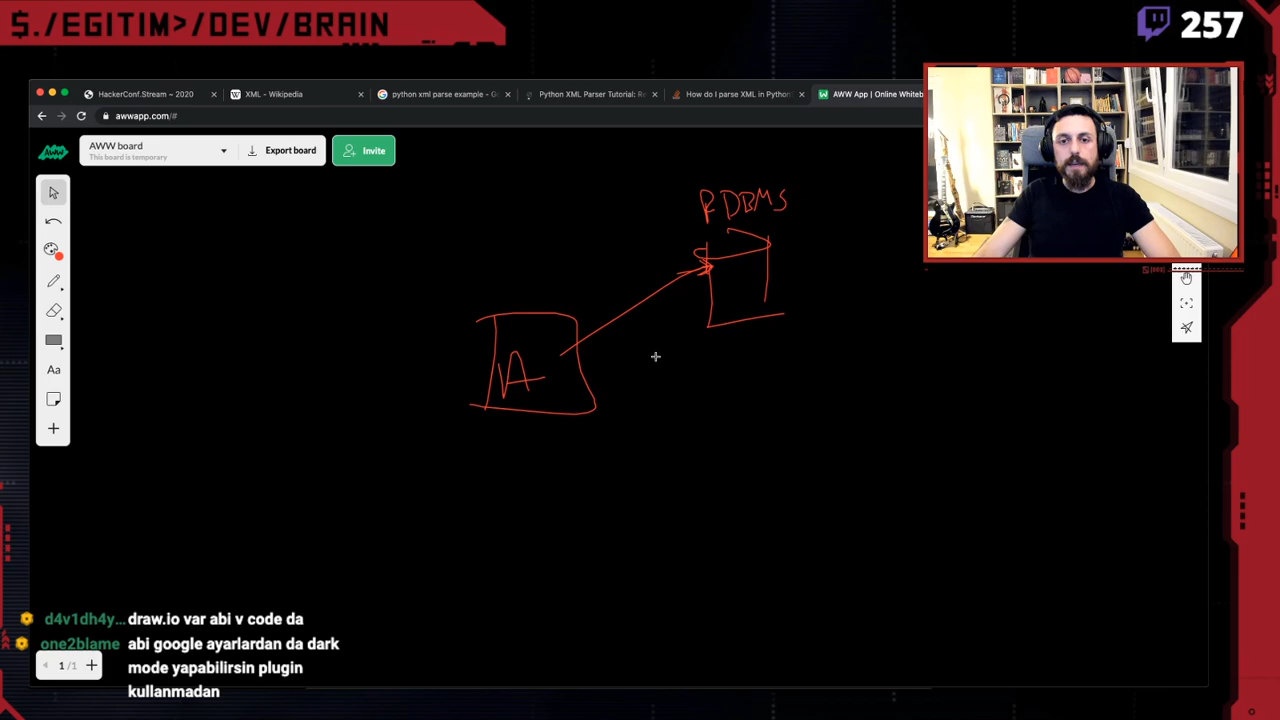 $./EGITIM>/DEV/BRAIN
257
HackerConf.Stream – 2020
XML - Wikipedia
python xml parse example - Go
Python XML Parser Tutorial: Re
How do I parse XML in Python
AWW App | Online Whiteb
awwapp.com/#
AWW board
This board is temporary
Export board
Invite
RDBMS
A
Aa
d4v1dh4y... draw.io var abi v code da
one2blame abi google ayarlardan da dark
mode yapabilirsin plugin
kullanmadan
1/1